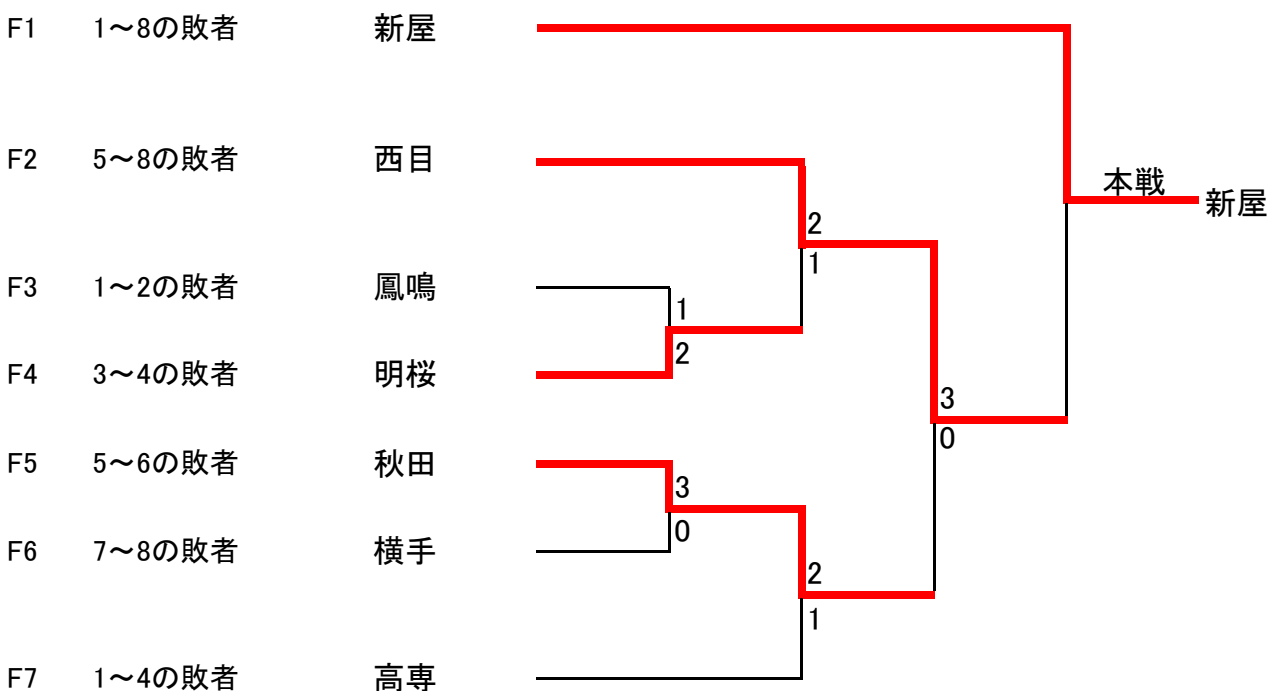 F1 1～8の敗者 新屋
F2 5～8の敗者 西目
本戦
新屋
2
1
F3 1～2の敗者 鳳鳴
1
2
F4 3～4の敗者 明桜
3
0
F5 5～6の敗者 秋田
3
0
F6 7～8の敗者 横手
2
1
F7 1～4の敗者 高専